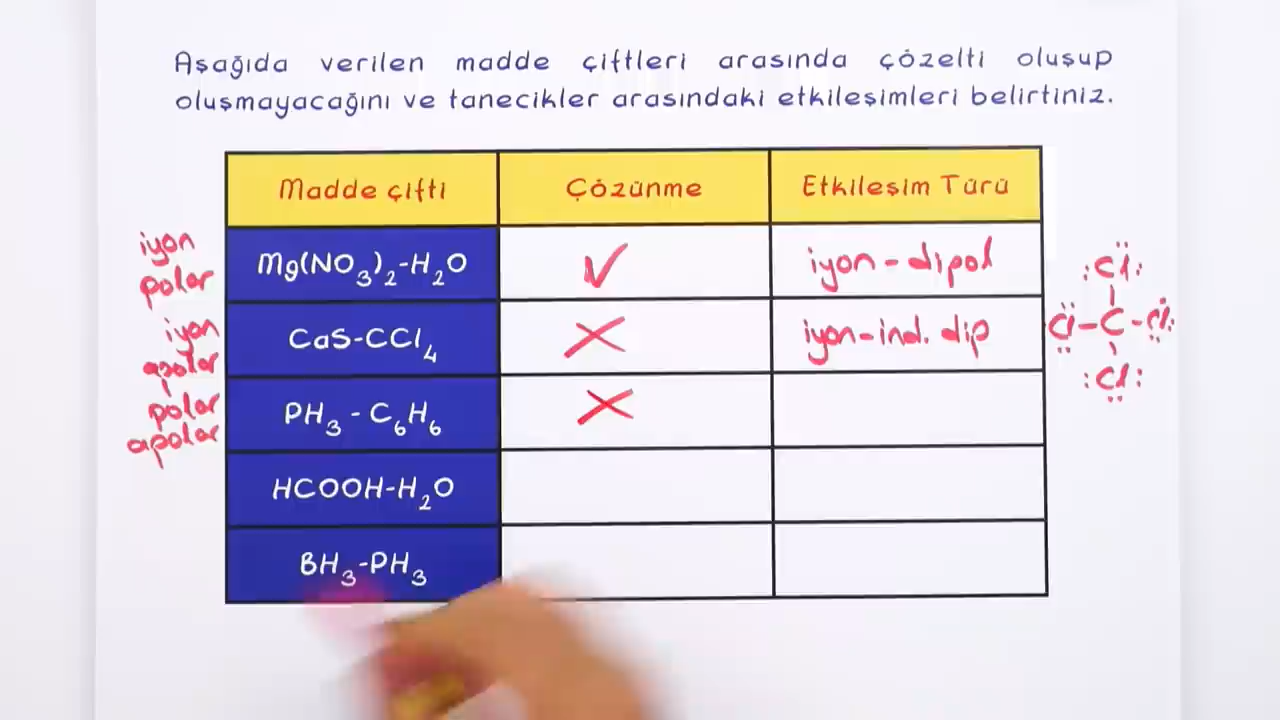 Aşağıda verilen madde çiftleri arasında çözelti oluşup
oluşmayacağını ve tanecikler arasındaki etkileşimleri belirtiniz.
Madde çifti Çözünme Etkileşim Türü
iyon
polar
Mg(NO₃)₂-H₂O ✓ iyon-dipol
iyon
apolar
CaS-CCl₄ X iyon-ind. dip
polar
apolar
PH₃ - C₆H₆ X
HCOOH-H₂O
BH₃-PH₃
:Cl:
Cl-C-Cl:
:Cl: